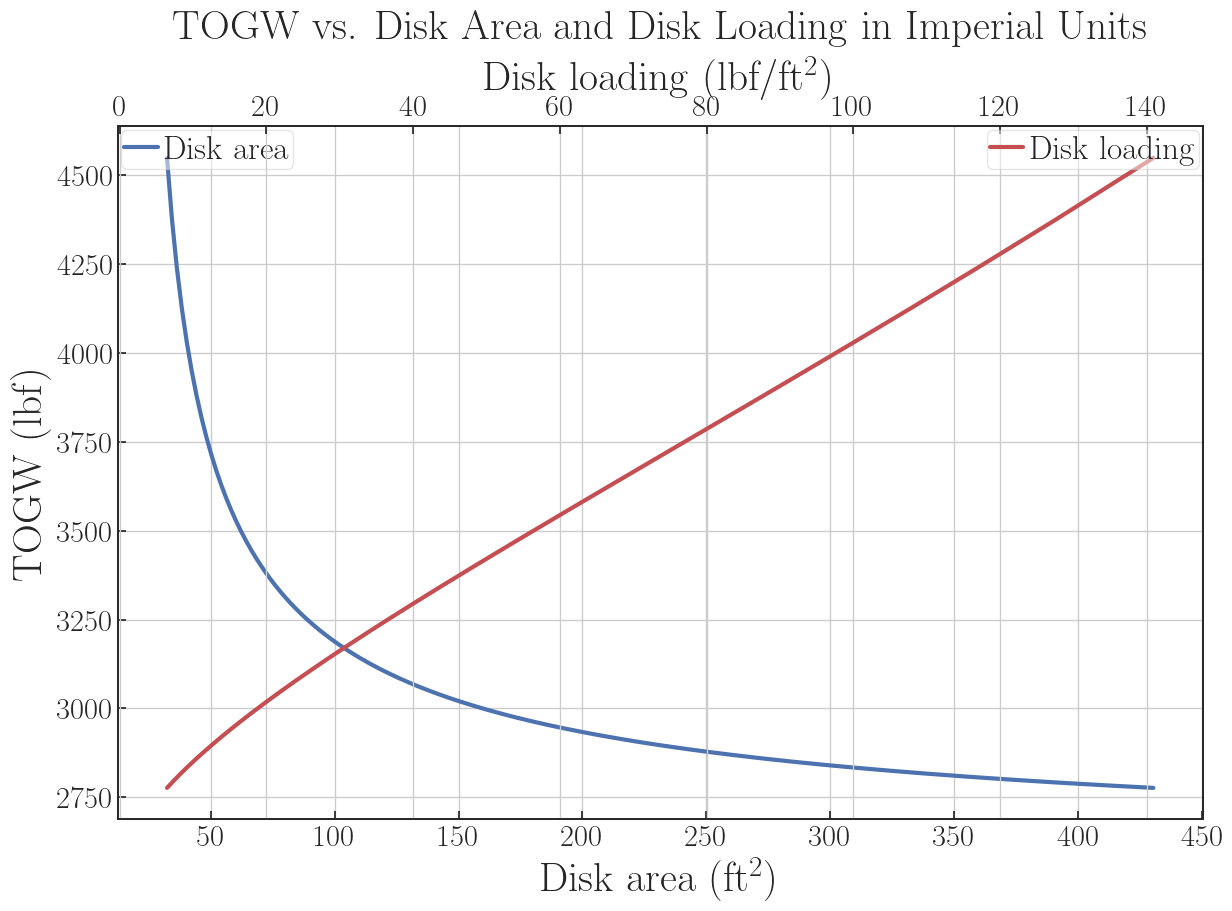 TOGW vs. Disk Area and Disk Loading in Imperial Units
Disk loading (lbf/ft²)
0 20 40 60 80 100 120 140
Disk area
Disk loading
4500
4250
4000
3750
3500
3250
3000
2750
TOGW (lbf)
50 100 150 200 250 300 350 400 450
Disk area (ft²)